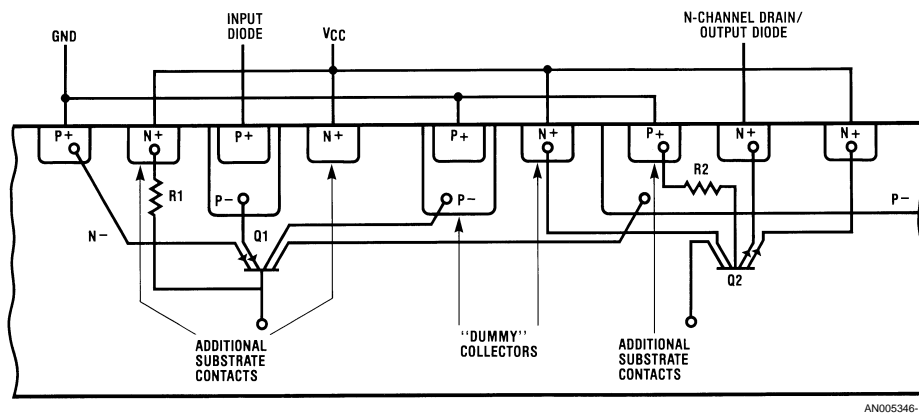 GND
INPUT
DIODE
VCC
N-CHANNEL DRAIN/
OUTPUT DIODE
P+
N+
P+
N+
P+
N+
P+
N+
N+
R1
P−
Q1
N−
P−
R2
P−
Q2
ADDITIONAL
SUBSTRATE
CONTACTS
"DUMMY"
COLLECTORS
ADDITIONAL
SUBSTRATE
CONTACTS
AN005346-